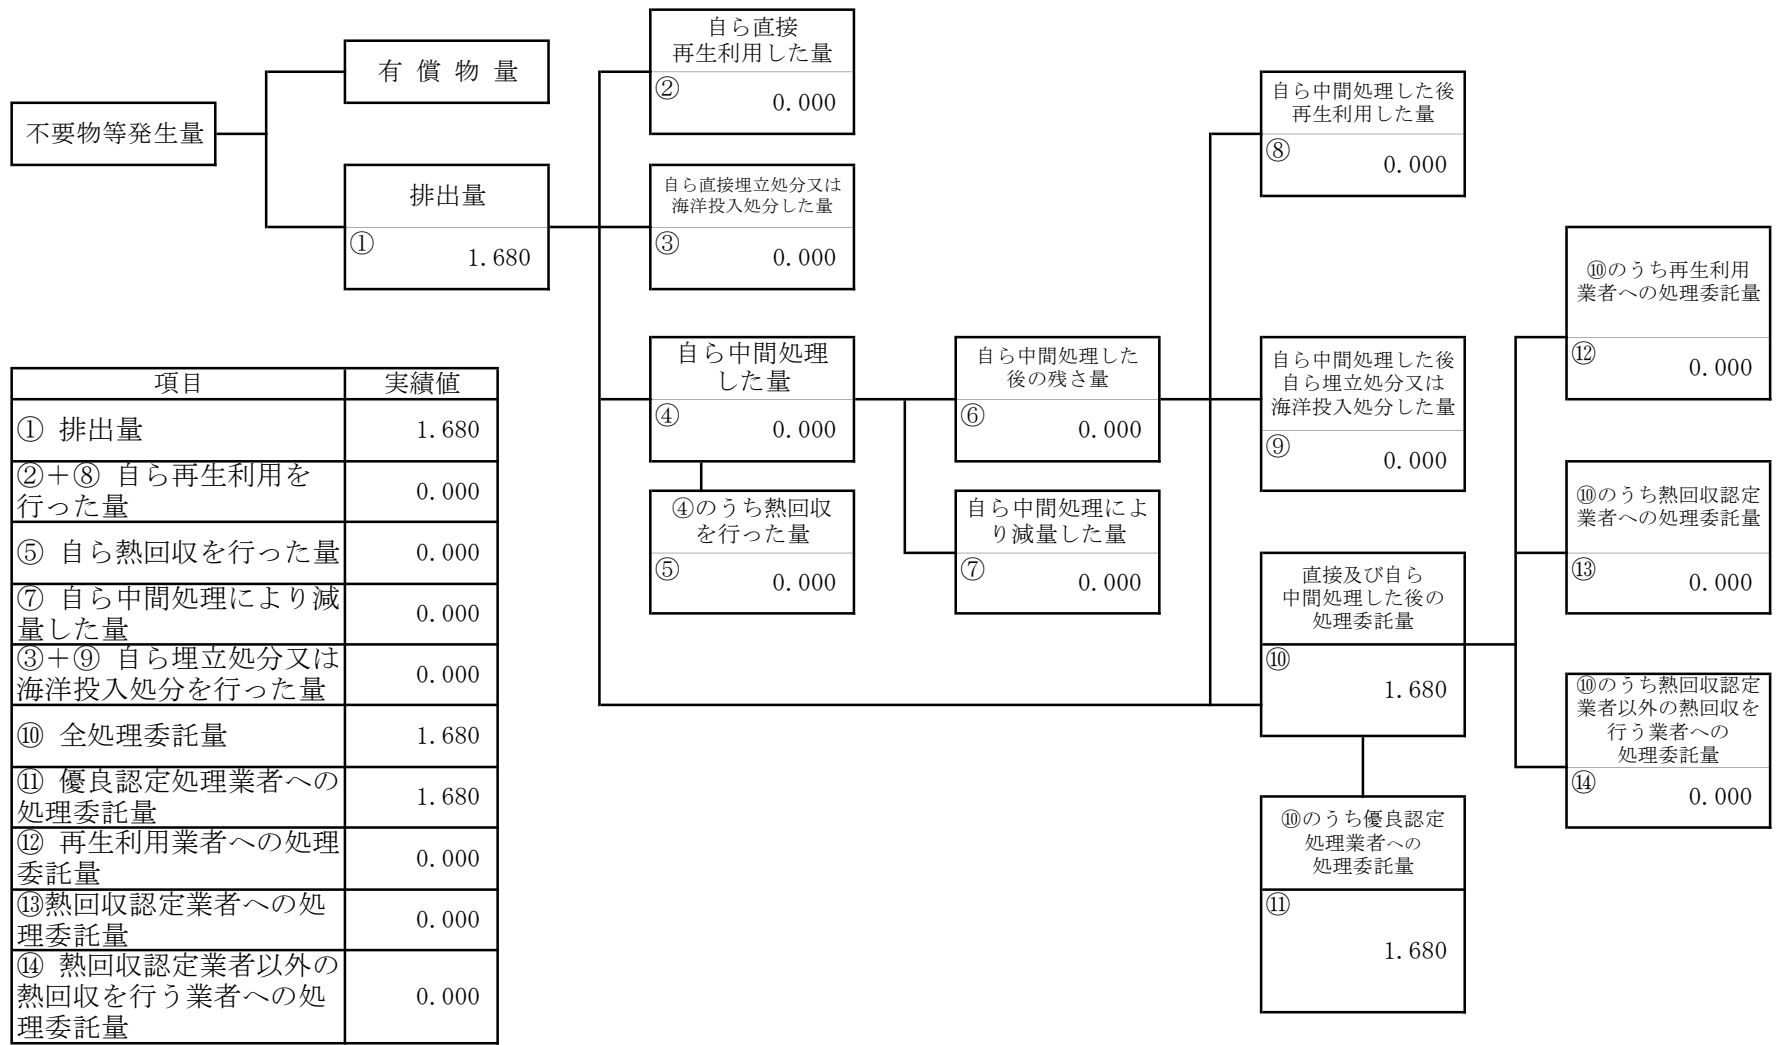 不要物等発生量
有 償 物 量
排出量
①
1.680
自ら直接
再生利用した量
②
0.000
自ら直接埋立処分又は
海洋投入処分した量
③
0.000
自ら中間処理
した量
④
0.000
④のうち熱回収
を行った量
⑤
0.000
自ら中間処理した
後の残さ量
⑥
0.000
自ら中間処理によ
り減量した量
⑦
0.000
自ら中間処理した後
再生利用した量
⑧
0.000
自ら中間処理した後
自ら埋立処分又は
海洋投入処分した量
⑨
0.000
直接及び自ら
中間処理した後の
処理委託量
⑩
1.680
⑩のうち優良認定
処理業者への
処理委託量
⑪
1.680
⑩のうち再生利用
業者への処理委託量
⑫
0.000
⑩のうち熱回収認定
業者への処理委託量
⑬
0.000
⑩のうち熱回収認定
業者以外の熱回収を
行う業者への
処理委託量
⑭
0.000
項目 実績値
① 排出量 1.680
②＋⑧ 自ら再生利用を
行った量 0.000
⑤ 自ら熱回収を行った量 0.000
⑦ 自ら中間処理により減
量した量 0.000
③＋⑨ 自ら埋立処分又は
海洋投入処分を行った量 0.000
⑩ 全処理委託量 1.680
⑪ 優良認定処理業者への
処理委託量 1.680
⑫ 再生利用業者への処理
委託量 0.000
⑬熱回収認定業者への処
理委託量 0.000
⑭ 熱回収認定業者以外の
熱回収を行う業者への処
理委託量 0.000